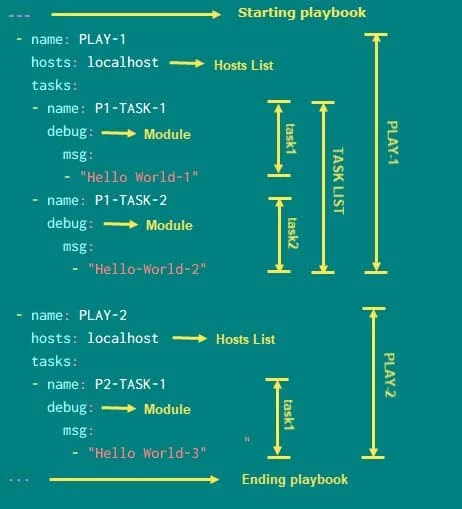 --- Starting playbook
- name: PLAY-1
hosts: localhost Hosts List
tasks:
- name: P1-TASK-1
debug: Module
msg:
- "Hello World-1"
- name: P1-TASK-2
debug: Module
msg:
- "Hello-World-2"
task1
task2
TASK LIST
PLAY-1
- name: PLAY-2
hosts: localhost Hosts List
tasks:
- name: P2-TASK-1
debug: Module
msg:
- "Hello World-3" "
task1
PLAY-2
... Ending playbook